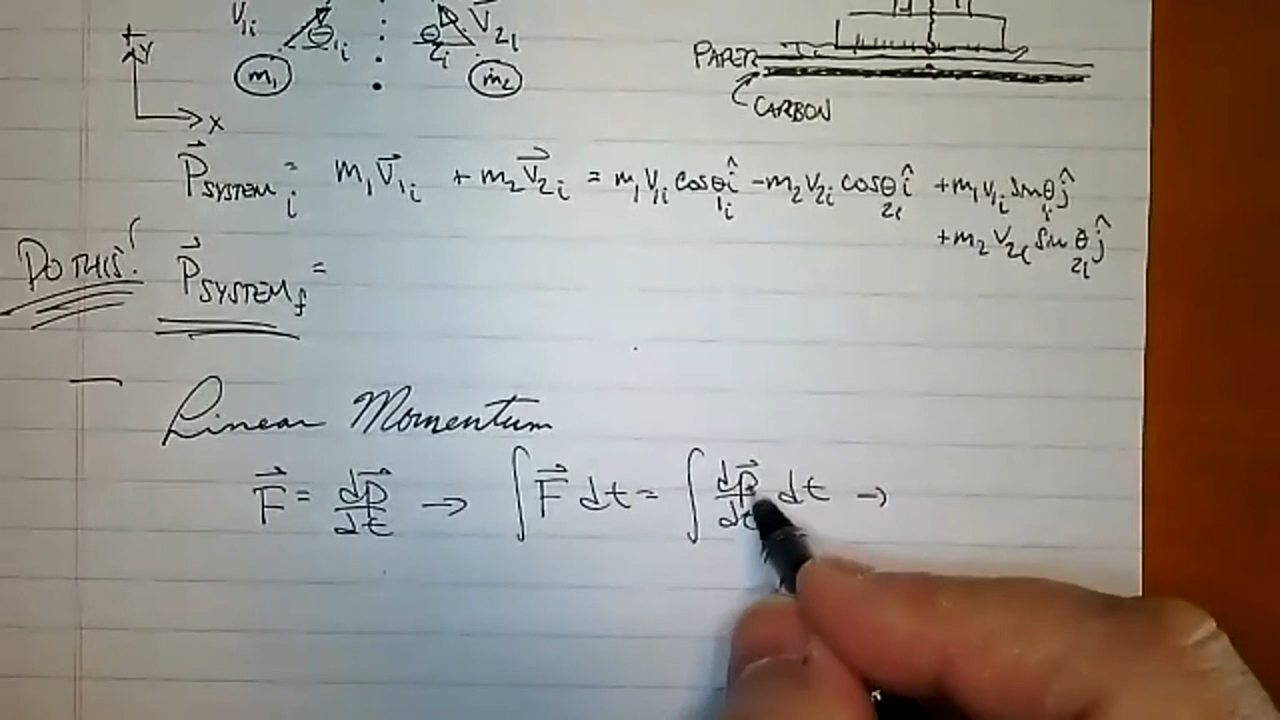 V₁ᵢ θ₁ᵢ θ₂ᵢ V⃗₂ᵢ
+Y m₁ m₂ PAPER
X CARBON
P⃗SYSTEMᵢ = m₁V⃗₁ᵢ + m₂V⃗₂ᵢ = m₁V₁ᵢ cosθ₁ᵢ î - m₂V₂ᵢ cosθ₂ᵢ î + m₁V₁ᵢ sinθ₁ᵢ ĵ
+ m₂V₂ᵢ sinθ₂ᵢ ĵ
DO THIS! P⃗SYSTEMf =
Linear Momentum
F⃗ = dP⃗/dt → ∫F⃗ dt = ∫dP⃗/dt dt →